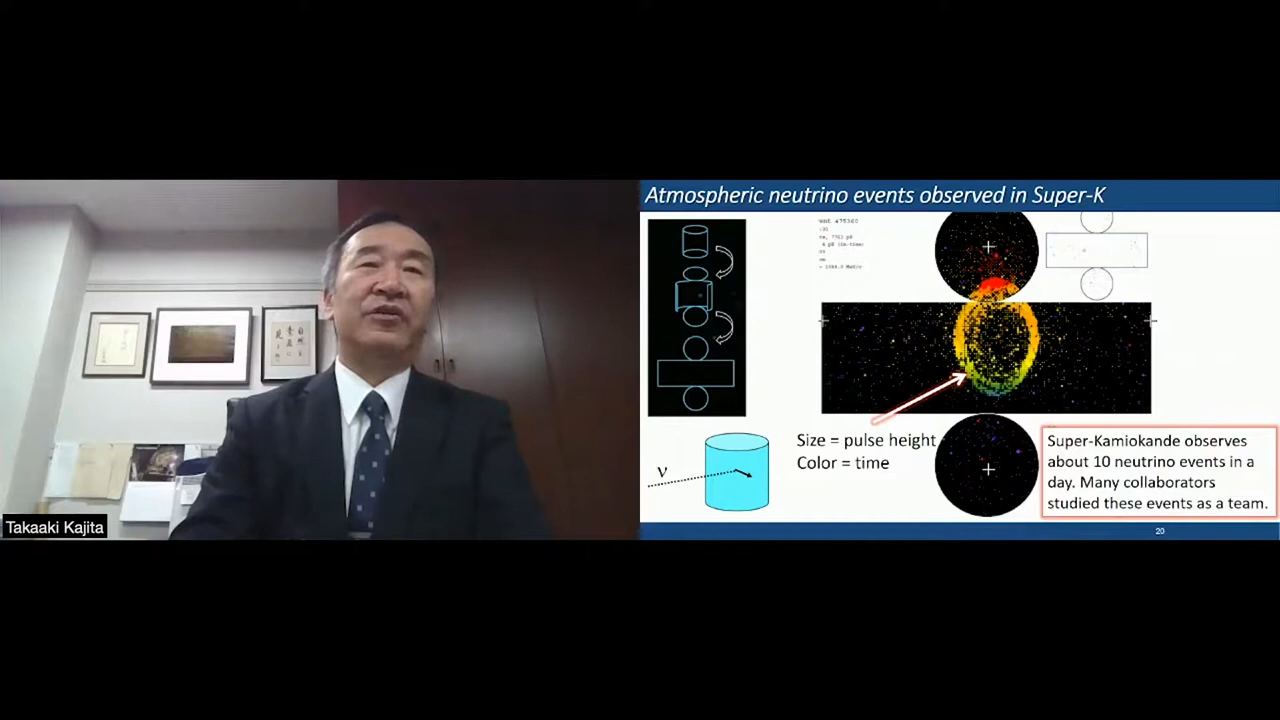 Atmospheric neutrino events observed in Super-K
ν
Size = pulse height
Color = time
Super-Kamiokande observes
about 10 neutrino events in a
day. Many collaborators
studied these events as a team.
Takaaki Kajita
20